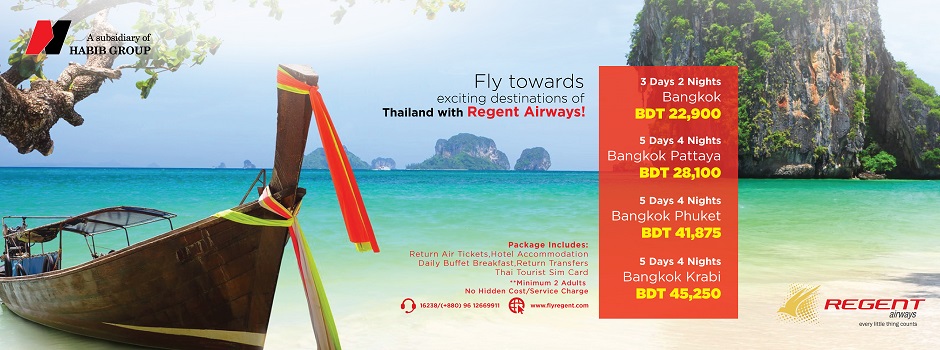 A subsidiary of
HABIB GROUP
Fly towards
exciting destinations of
Thailand with Regent Airways!
3 Days 2 Nights
Bangkok
BDT 22,900
5 Days 4 Nights
Bangkok Pattaya
BDT 28,100
5 Days 4 Nights
Bangkok Phuket
BDT 41,875
5 Days 4 Nights
Bangkok Krabi
BDT 45,250
Package Includes:
Return Air Tickets,Hotel Accommodation
Daily Buffet Breakfast,Return Transfers
Thai Tourist Sim Card
**Minimum 2 Adults
No Hidden Cost/Service Charge
16238/(+880) 96 12669911
www.flyregent.com
REGENT
airways
every little thing counts